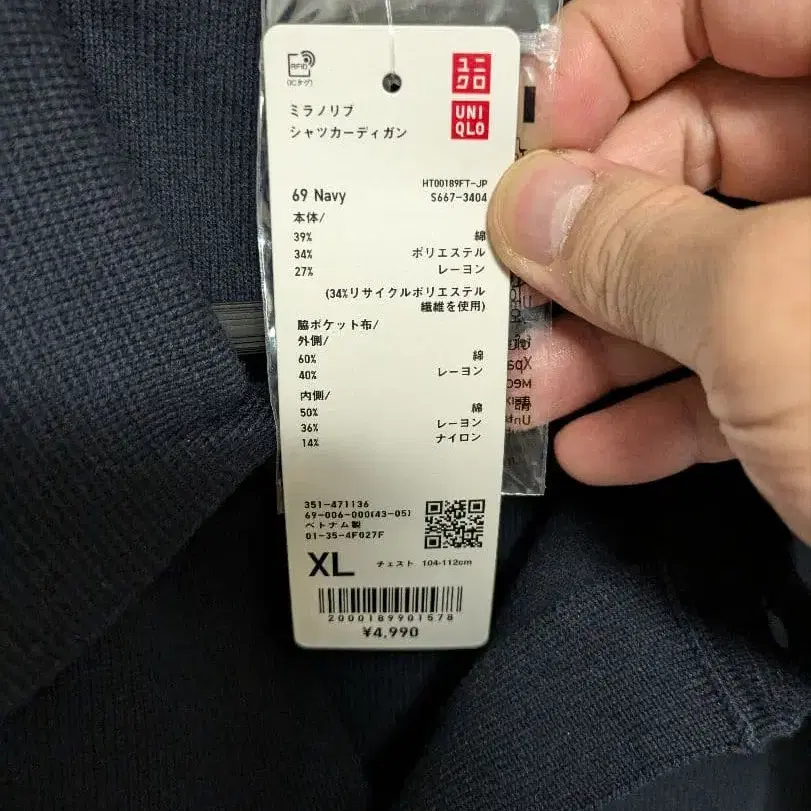 RFID
(ICタグ)
ユニ
クロ
UNI
QLO
ミラノリブ
シャツカーディガン
HT00189FT-JP
69 Navy
S667-3404
本体/
39% 綿
34% ポリエステル
27% レーヨン
(34%リサイクルポリエステル
繊維を使用)
脇ポケット布/
外側/
60% 綿
40% レーヨン
内側/
50% 綿
36% レーヨン
14% ナイロン
351-471136
69-006-000(43-05)
ベトナム製
01-35-4F027F
XL チェスト 104-112cm
2000189901578
¥4,990